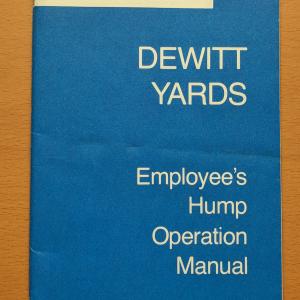 DEWITT
YARDS
Employee's
Hump
Operation
Manual